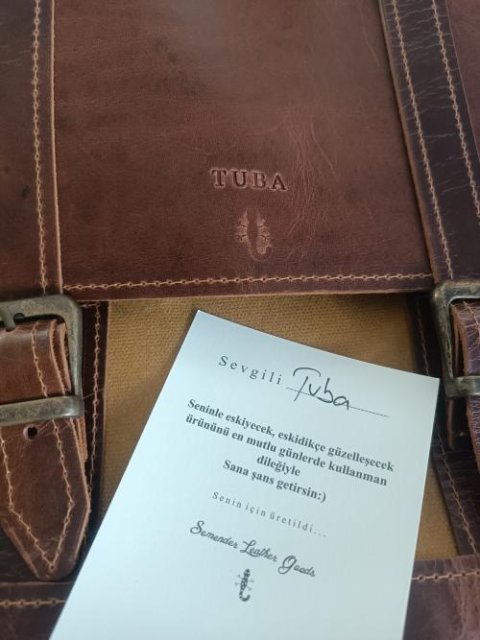 TUBA
Sevgili Tuba
Seninle eskiyecek, eskidikçe güzelleşecek
ürününü en mutlu günlerde kullanman
dileğiyle
Sana şans getirsin:)
Senin için üretildi...
Semender Leather Goods